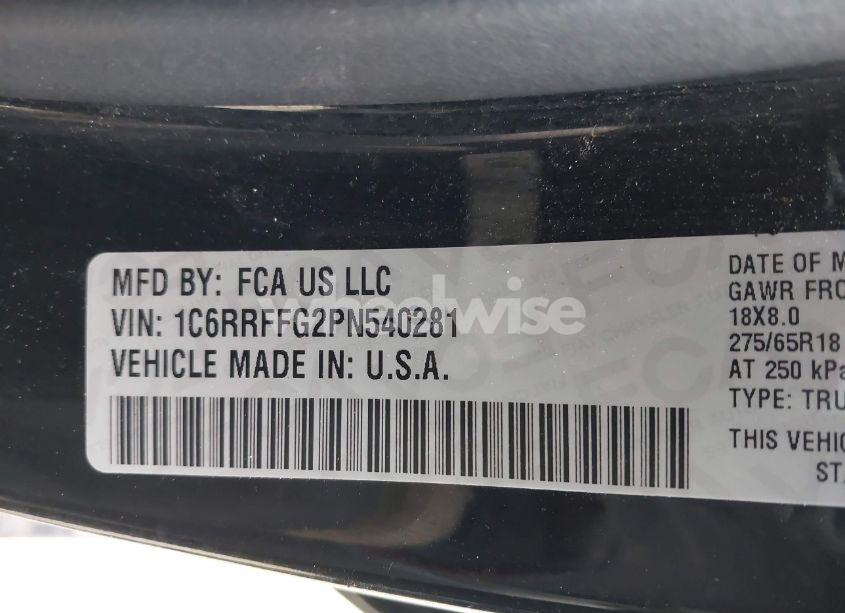 MFD BY: FCA US LLC
VIN: 1C6RRFFG2PN540281
VEHICLE MADE IN: U.S.A.
wheelwise
DATE OF M
GAWR FRO
18X8.0
275/65R18
AT 250 kPa
TYPE: TRU
THIS VEHIC
ST